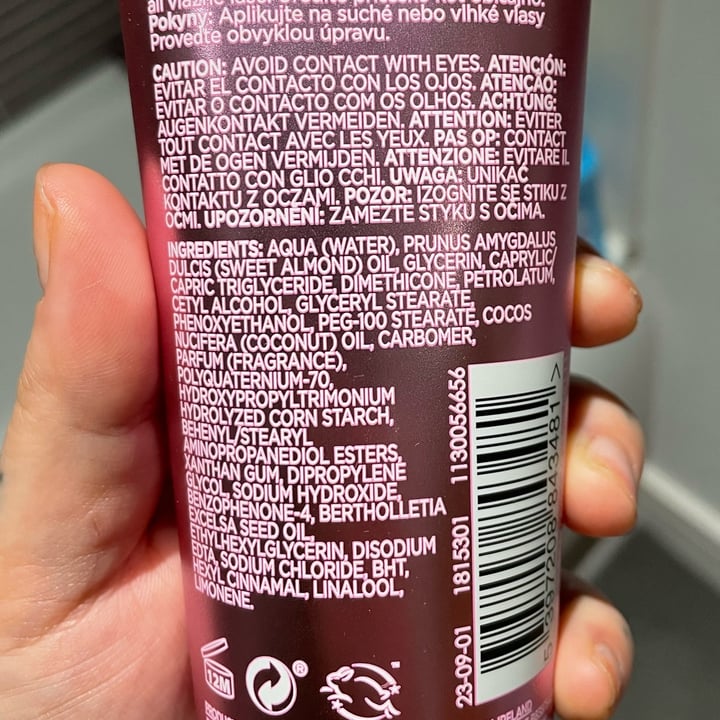 Pokyny: Aplikujte na suché nebo vlhké vlasy
Proveďte obvyklou úpravu.
CAUTION: AVOID CONTACT WITH EYES. ATENCIÓN:
EVITAR EL CONTACTO CON LOS OJOS. ATENÇÃO:
EVITAR O CONTACTO COM OS OLHOS. ACHTUNG:
AUGENKONTAKT VERMEIDEN. ATTENTION: EVITER
TOUT CONTACT AVEC LES YEUX. PAS OP: CONTACT
MET DE OGEN VERMIJDEN. ATTENZIONE: EVITARE IL
CONTATTO CON GLIO CCHI. UWAGA: UNIKAĆ
KONTAKTU Z OCZAMI. POZOR: IZOGNITE SE STIKU Z
OČMI. UPOZORNĚNÍ: ZAMEZTE STYKU S OČIMA.
INGREDIENTS: AQUA (WATER), PRUNUS AMYGDALUS
DULCIS (SWEET ALMOND) OIL, GLYCERIN, CAPRYLIC/
CAPRIC TRIGLYCERIDE, DIMETHICONE, PETROLATUM,
CETYL ALCOHOL, GLYCERYL STEARATE,
PHENOXYETHANOL, PEG-100 STEARATE, COCOS
NUCIFERA (COCONUT) OIL, CARBOMER,
PARFUM (FRAGRANCE),
POLYQUATERNIUM-70,
HYDROXYPROPYLTRIMONIUM
HYDROLYZED CORN STARCH,
BEHENYL/STEARYL
AMINOPROPANEDIOL ESTERS,
XANTHAN GUM, DIPROPYLENE
GLYCOL, SODIUM HYDROXIDE,
BENZOPHENONE-4, BERTHOLLETIA
EXCELSA SEED OIL,
ETHYLHEXYLGLYCERIN, DISODIUM
EDTA, SODIUM CHLORIDE, BHT,
HEXYL CINNAMAL, LINALOOL,
LIMONENE.
23-09-01 1815301 1130056656
5 397208 843481 >
12M
®
IRELAND